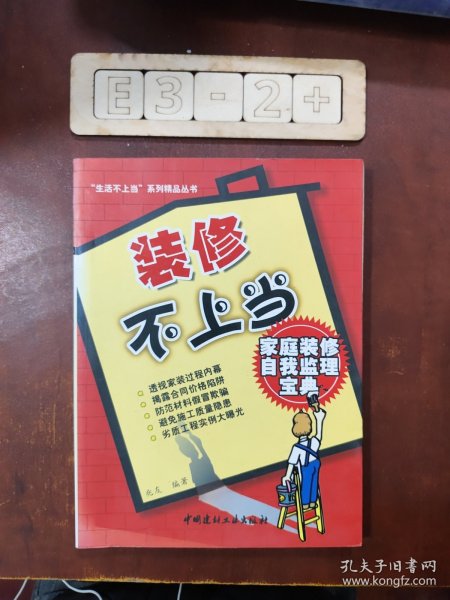 E3-2+
“生活不上当”系列精品丛书
装修
不上当
家庭装修
自我监理
宝典
透视家装过程内幕
揭露合同价格陷阱
防范材料假冒欺骗
避免施工质量隐患
劣质工程实例大曝光
编著
中国建材工业出版社
孔夫子旧书网
www.kongfz.com